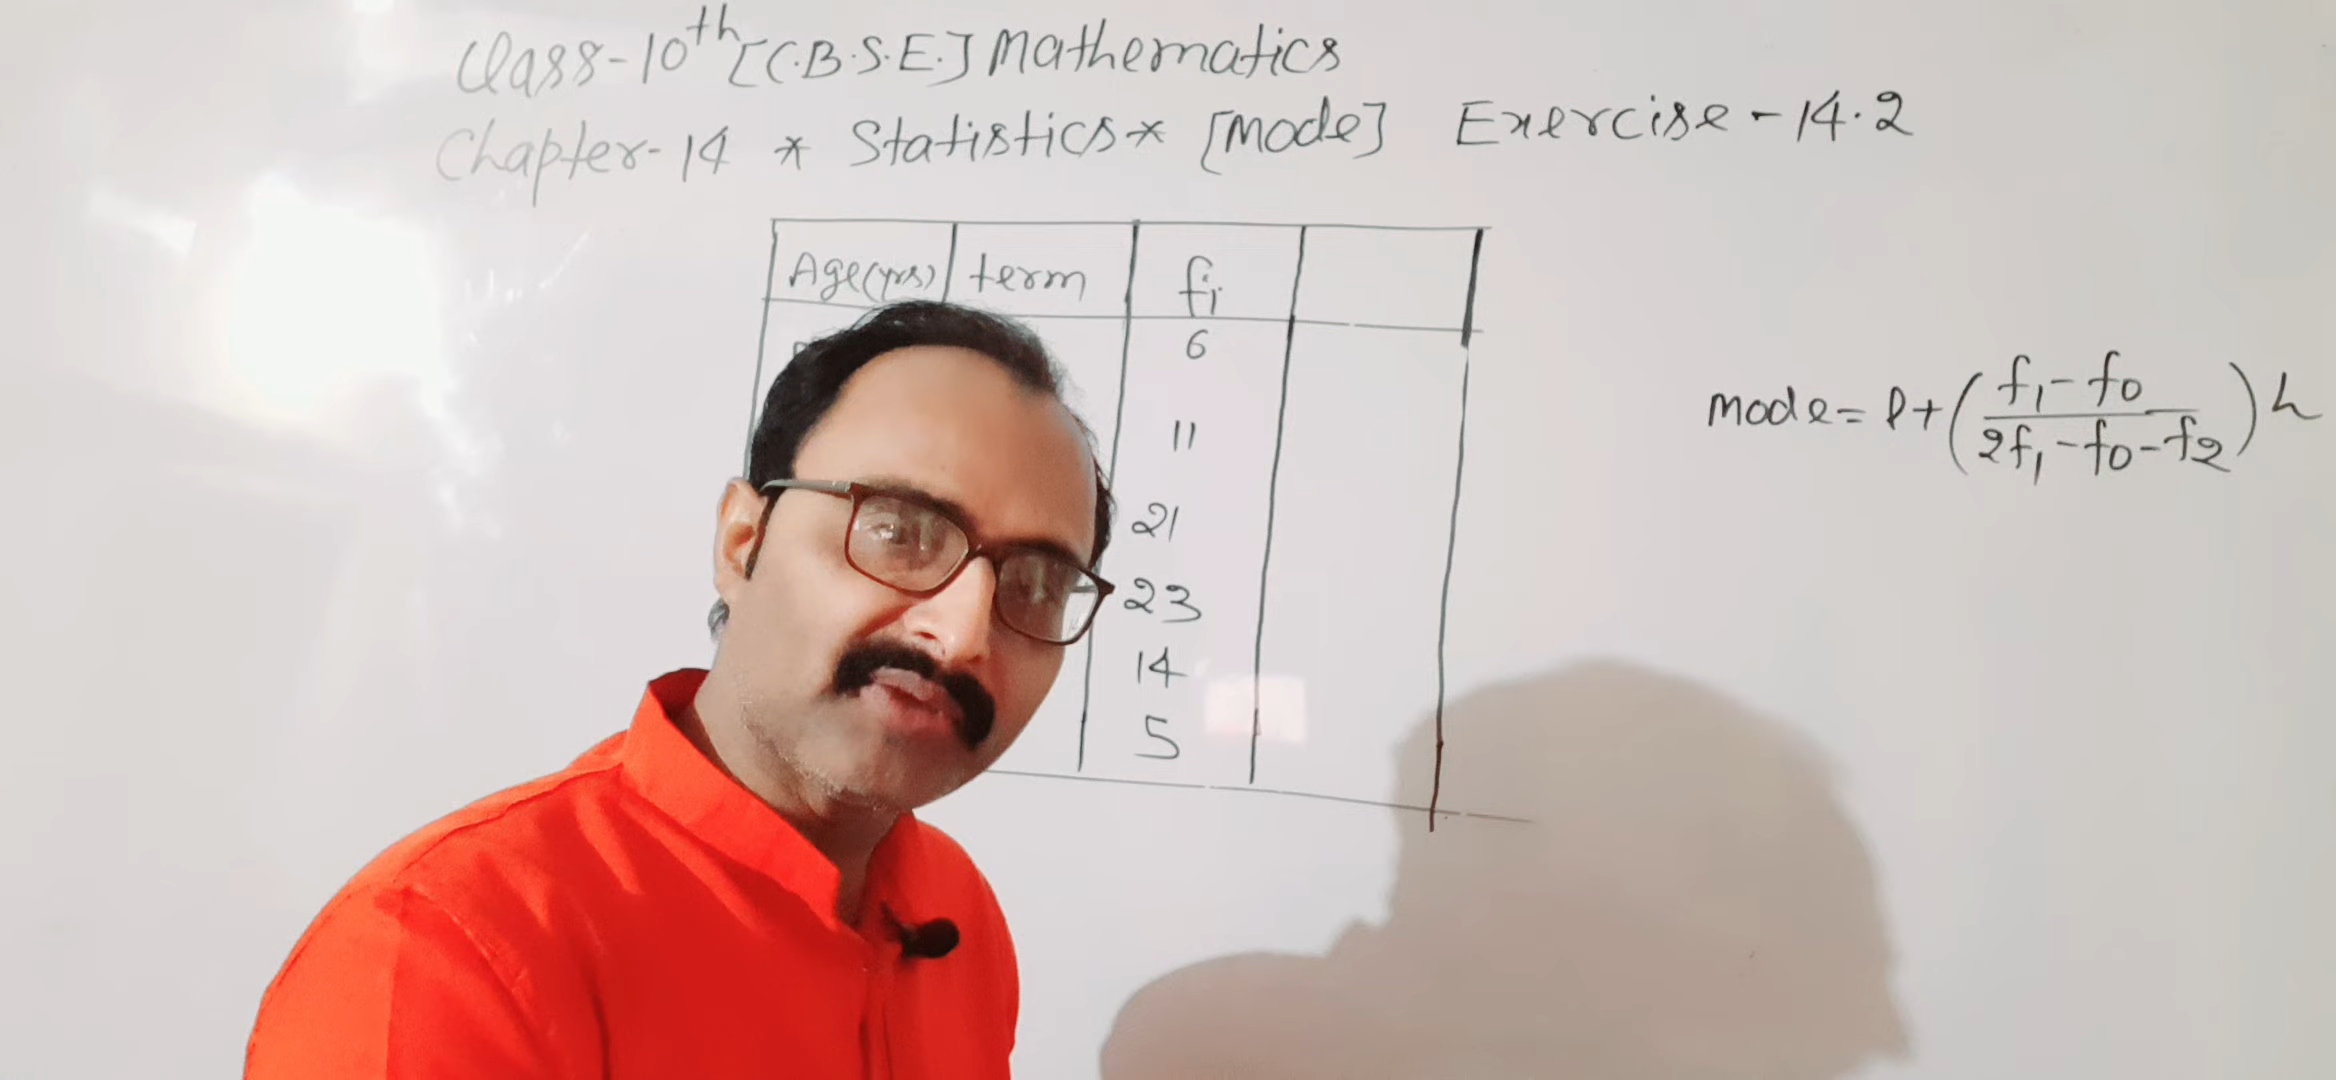 Class-10th [C.B.S.E.] Mathematics
Chapter-14 * Statistics * [Mode] Exercise-14.2
Age(yrs) term fi
6
11
21
23
14
5
mode = l + (f1 - f0 / 2f1 - f0 - f2) h